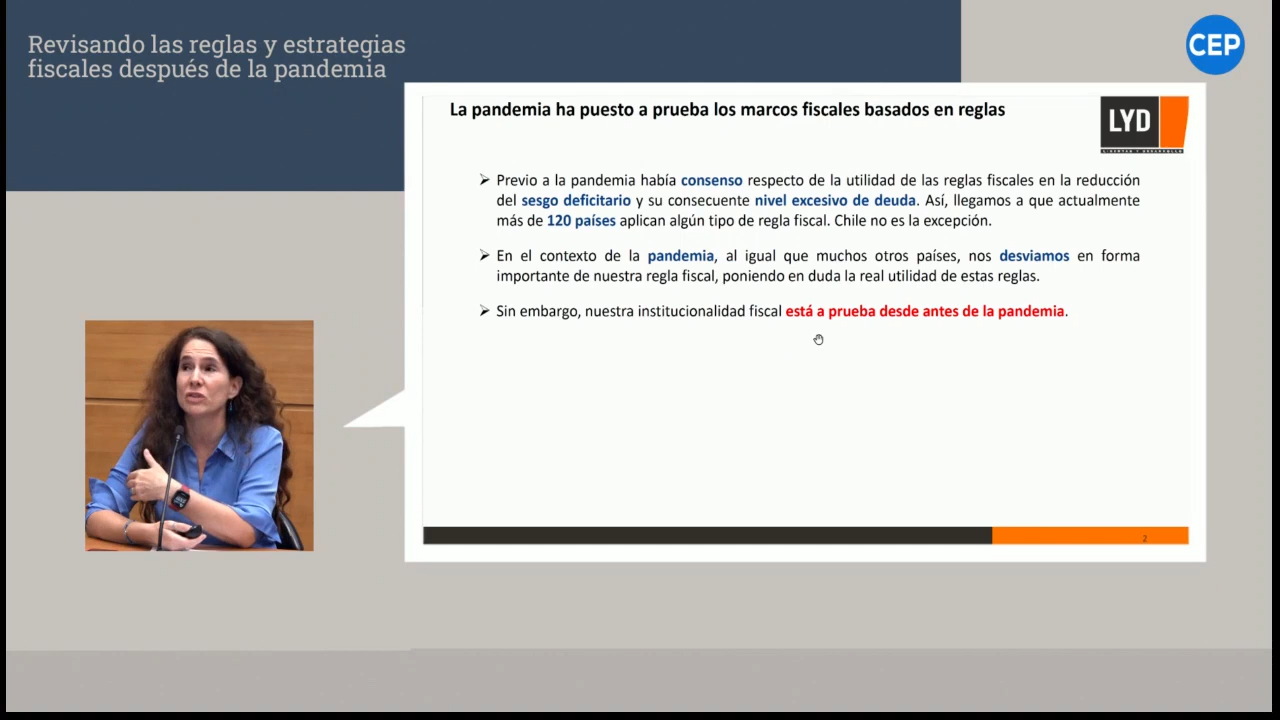 Revisando las reglas y estrategias
fiscales después de la pandemia
CEP
La pandemia ha puesto a prueba los marcos fiscales basados en reglas
LYD
LIBERTAD Y DESARROLLO
➢ Previo a la pandemia había consenso respecto de la utilidad de las reglas fiscales en la reducción
del sesgo deficitario y su consecuente nivel excesivo de deuda. Así, llegamos a que actualmente
más de 120 países aplican algún tipo de regla fiscal. Chile no es la excepción.
➢ En el contexto de la pandemia, al igual que muchos otros países, nos desviamos en forma
importante de nuestra regla fiscal, poniendo en duda la real utilidad de estas reglas.
➢ Sin embargo, nuestra institucionalidad fiscal está a prueba desde antes de la pandemia.
2